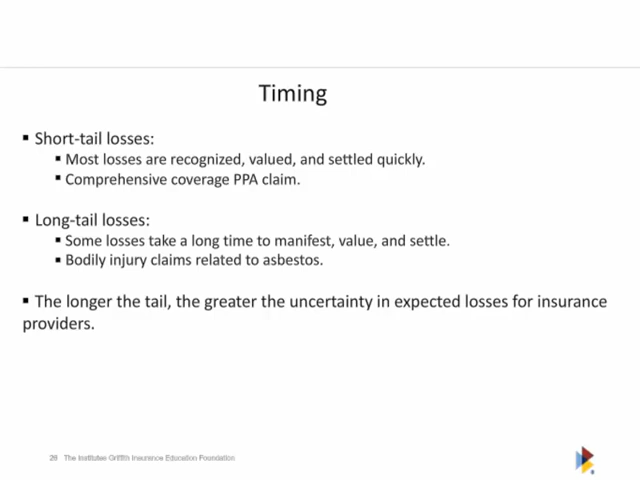 Timing
▪ Short-tail losses:
▪ Most losses are recognized, valued, and settled quickly.
▪ Comprehensive coverage PPA claim.
▪ Long-tail losses:
▪ Some losses take a long time to manifest, value, and settle.
▪ Bodily injury claims related to asbestos.
▪ The longer the tail, the greater the uncertainty in expected losses for insurance
providers.
26 The Institutes Griffith Insurance Education Foundation